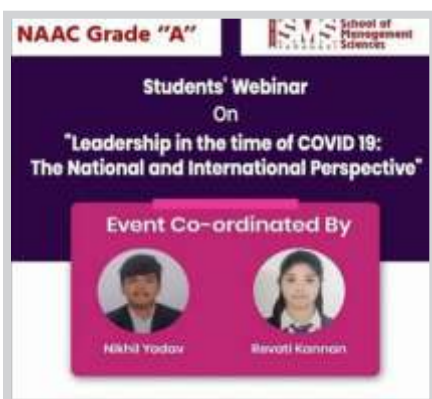 NAAC Grade “A”
SMS School of
Management
Sciences
Students' Webinar
On
"Leadership in the time of COVID 19:
The National and International Perspective"
Event Co-ordinated By
Nikhil Yadav
Revati Kannan